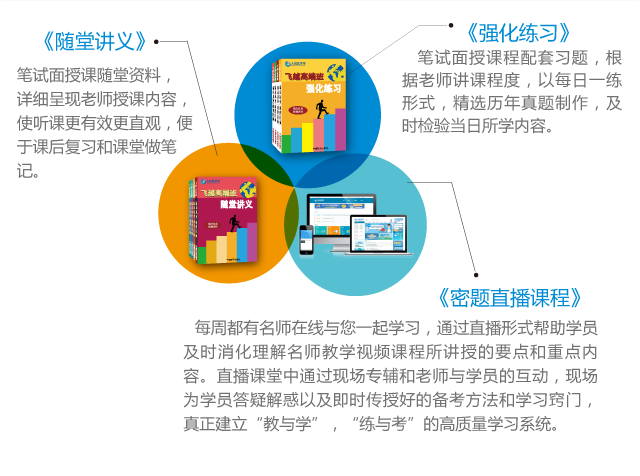 《随堂讲义》
笔试面授课随堂资料，
详细呈现老师授课内容，
使听课更有效更直观，便
于课后复习和课堂做笔
记。
《强化练习》
笔试面授课程配套习题，根
据老师讲课程度，以每日一练
形式，精选历年真题制作，及
时检验当日所学内容。
飞越高端班
强化练习
飞越高端班
随堂讲义
《密题直播课程》
每周都有名师在线与您一起学习，通过直播形式帮助学员
及时消化理解名师教学视频课程所讲授的要点和重点内
容。直播课堂中通过现场专辅和老师与学员的互动，现场
为学员答疑解惑以及即时传授好的备考方法和学习窍门，
真正建立“教与学”，“练与考”的高质量学习系统。